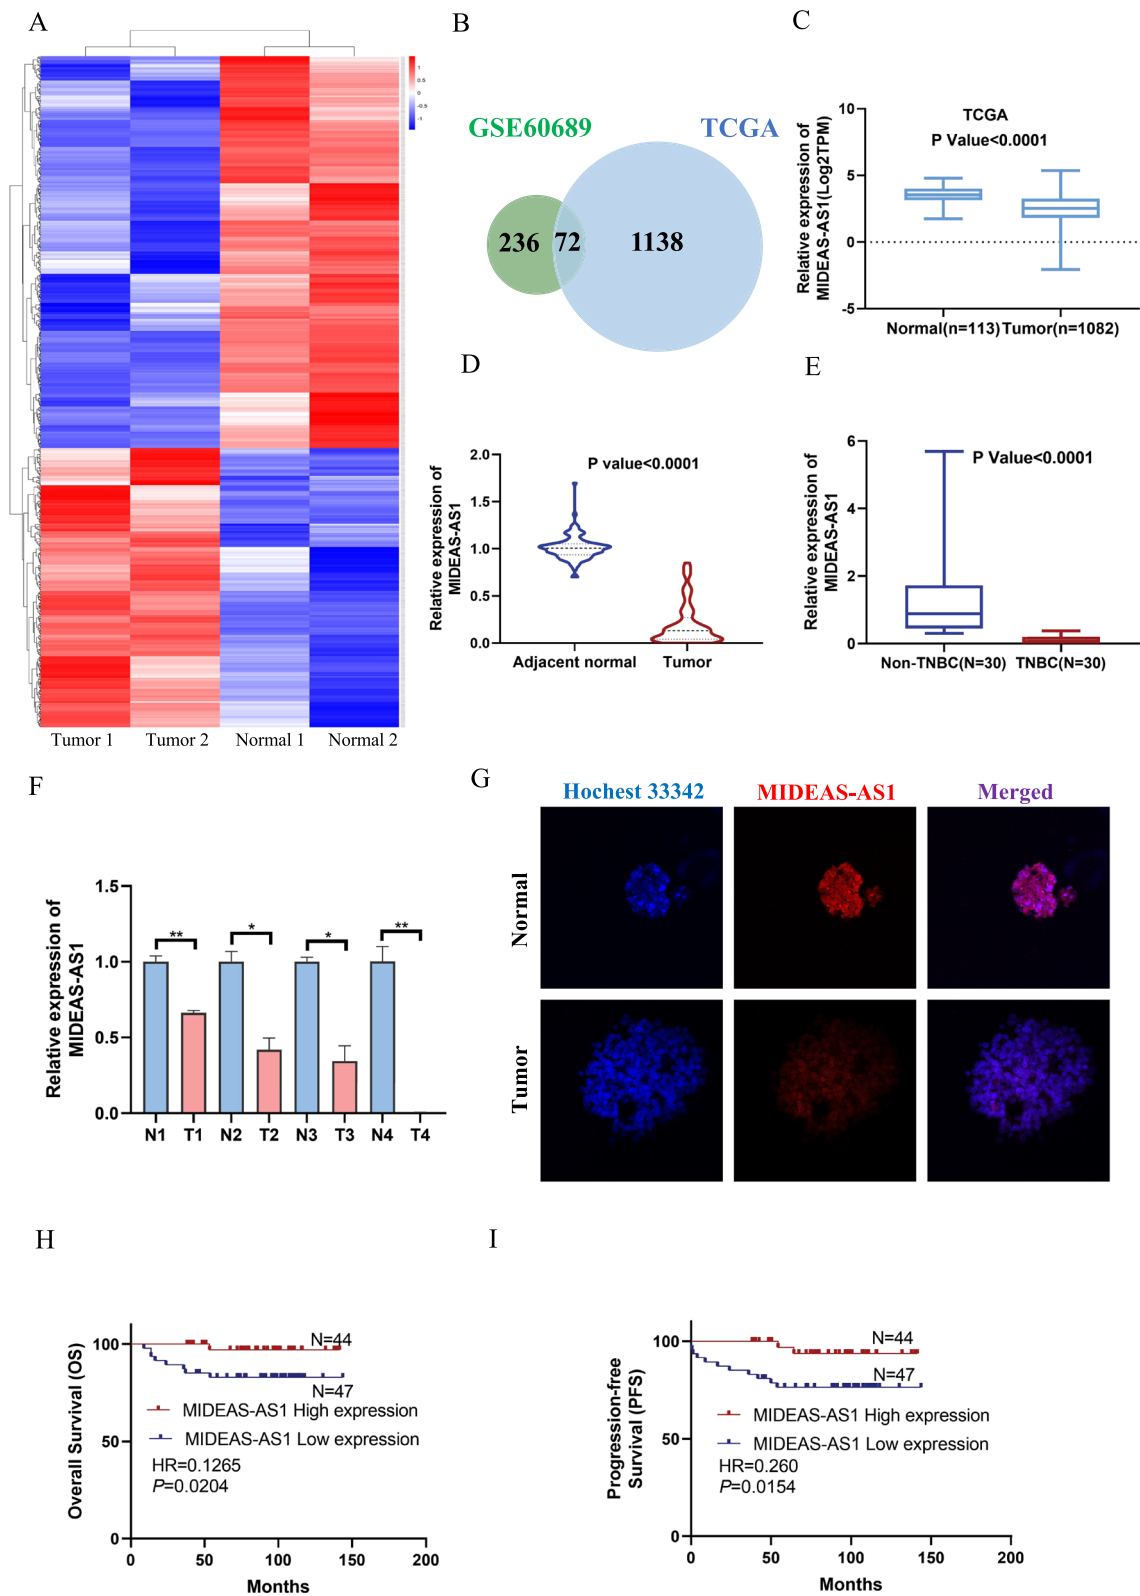 A
1
0.5
0
-0.5
-1
Tumor 1
Tumor 2
Normal 1
Normal 2
B
GSE60689
TCGA
236
72
1138
C
Relative expression of
MIDEAS-AS1(Log2TPM)
10
5
0
-5
TCGA
P Value<0.0001
Normal(n=113)
Tumor(n=1082)
D
Relative expression of
MIDEAS-AS1
2.0
1.5
1.0
0.5
0.0
P value<0.0001
Adjacent normal
Tumor
E
Relative expression of
MIDEAS-AS1
6
4
2
0
P Value<0.0001
Non-TNBC(N=30)
TNBC(N=30)
F
Relative expression of
MIDEAS-AS1
1.5
1.0
0.5
0.0
**
*
*
**
N1
T1
N2
T2
N3
T3
N4
T4
G
Hochest 33342
MIDEAS-AS1
Merged
Normal
Tumor
H
Overall Survival (OS)
100
50
0
N=44
N=47
MIDEAS-AS1 High expression
MIDEAS-AS1 Low expression
HR=0.1265
P=0.0204
0
50
100
150
200
Months
I
Progression-free
Survival (PFS)
100
50
0
N=44
N=47
MIDEAS-AS1 High expression
MIDEAS-AS1 Low expression
HR=0.260
P=0.0154
0
50
100
150
200
Months